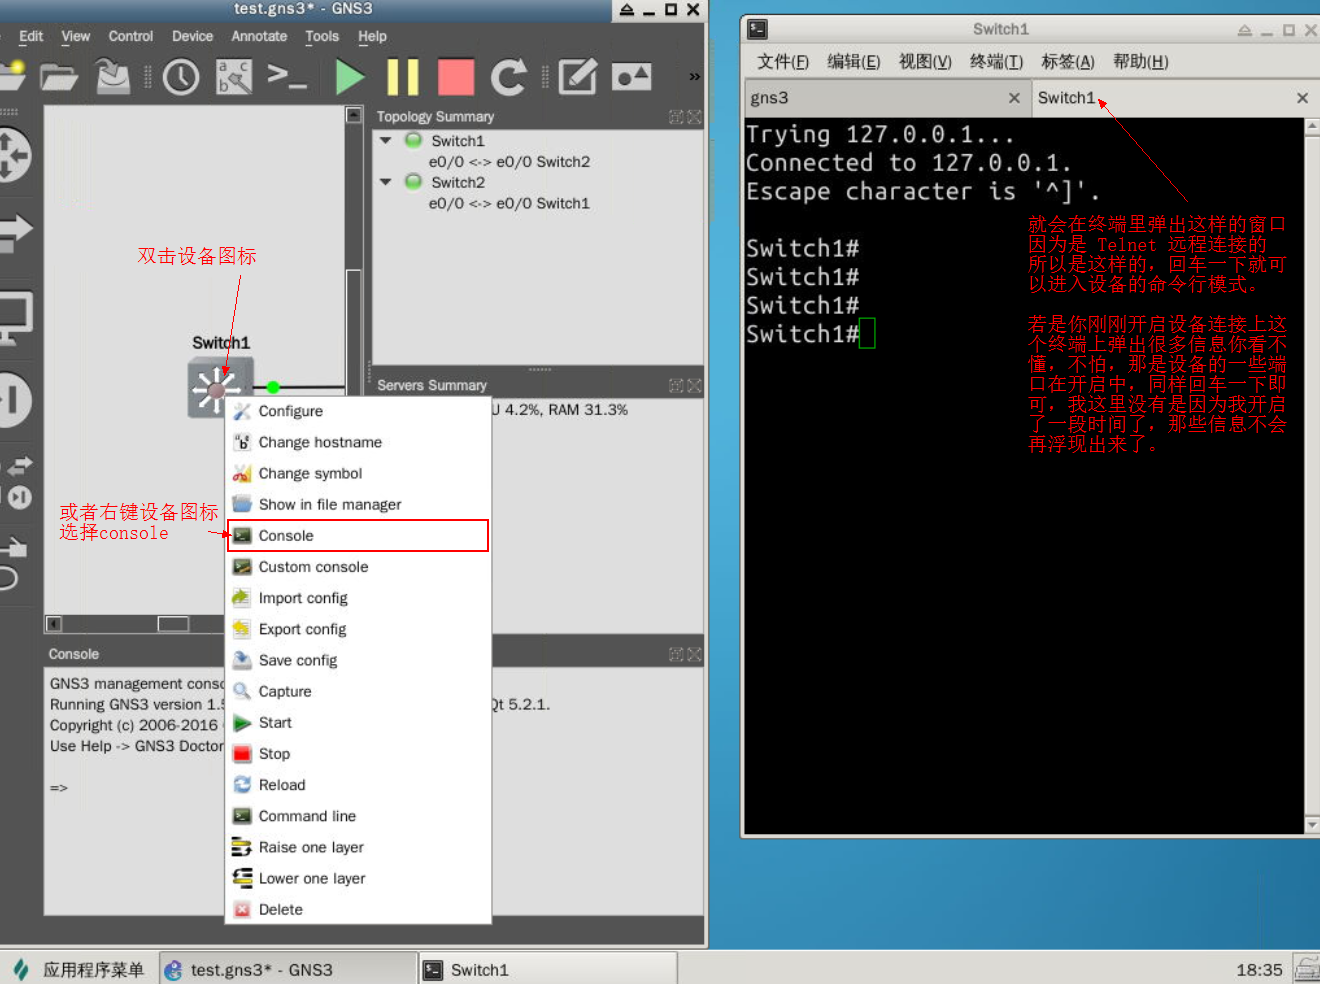 test.gns3* - GNS3
Edit View Control Device Annotate Tools Help
Topology Summary
Switch1
e0/0 <-> e0/0 Switch2
Switch2
e0/0 <-> e0/0 Switch1
双击设备图标
Switch1
Servers Summary
U 4.2%, RAM 31.3%
Configure
Change hostname
Change symbol
Show in file manager
或者右键设备图标
选择console
Console
Custom console
Import config
Export config
Save config
Capture
Start
Stop
Reload
Command line
Raise one layer
Lower one layer
Delete
Console
GNS3 management conso
Running GNS3 version 1.5
Qt 5.2.1.
Copyright (c) 2006-2016
Use Help -> GNS3 Doctor
=>
Switch1
文件(F) 编辑(E) 视图(V) 终端(T) 标签(A) 帮助(H)
gns3
Switch1
Trying 127.0.0.1...
Connected to 127.0.0.1.
Escape character is '^]'.
Switch1#
Switch1#
Switch1#
Switch1#
就会在终端里弹出这样的窗口
因为是 Telnet 远程连接的
所以是这样的，回车一下就可
以进入设备的命令行模式。
若是你刚刚开启设备连接上这
个终端上弹出很多信息你看不
懂，不怕，那是设备的一些端
口在开启中，同样回车一下即
可，我这里没有是因为我开启
了一段时间了，那些信息不会
再浮现出来了。
应用程序菜单
test.gns3* - GNS3
Switch1
18:35